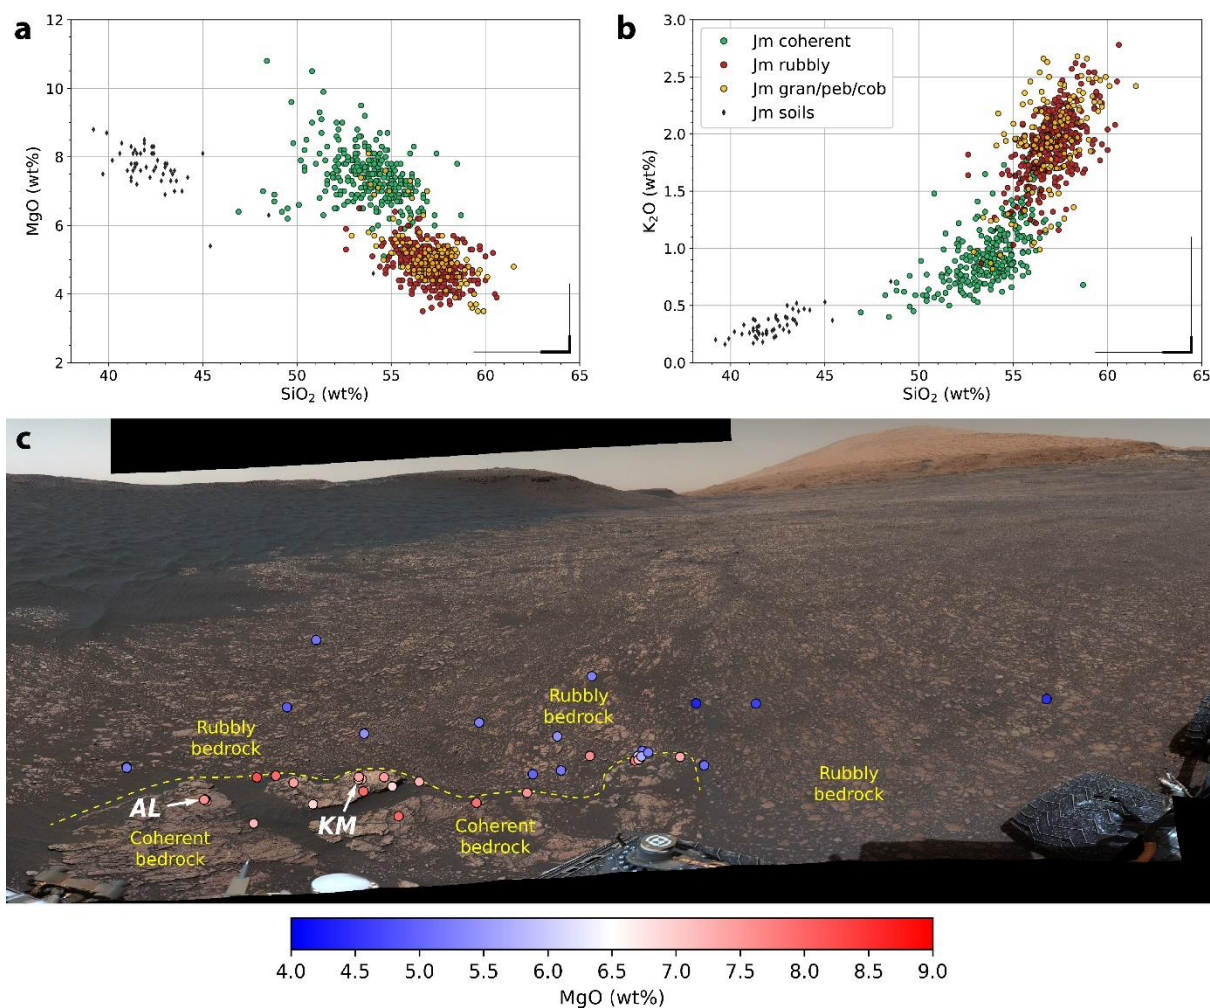 a
12
10
8
6
4
2
MgO (wt%)
40 45 50 55 60 65
SiO₂ (wt%)
b
3.0
2.5
2.0
1.5
1.0
0.5
0.0
K₂O (wt%)
Jm coherent
Jm rubbly
Jm gran/peb/cob
Jm soils
40 45 50 55 60 65
SiO₂ (wt%)
c
Rubbly
bedrock
Rubbly
bedrock
Rubbly
bedrock
AL
KM
Coherent
bedrock
Coherent
bedrock
4.0 4.5 5.0 5.5 6.0 6.5 7.0 7.5 8.0 8.5 9.0
MgO (wt%)